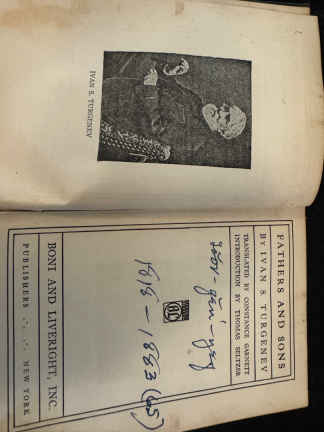 IVAN S. TURGENEV
FATHERS AND SONS
BY IVAN S. TURGENEV
TRANSLATED BY CONSTANCE GARNETT
INTRODUCTION BY THOMAS SELTZER
1818 – 1883 (65)
BONI AND LIVERIGHT, INC.
PUBLISHERS NEW YORK